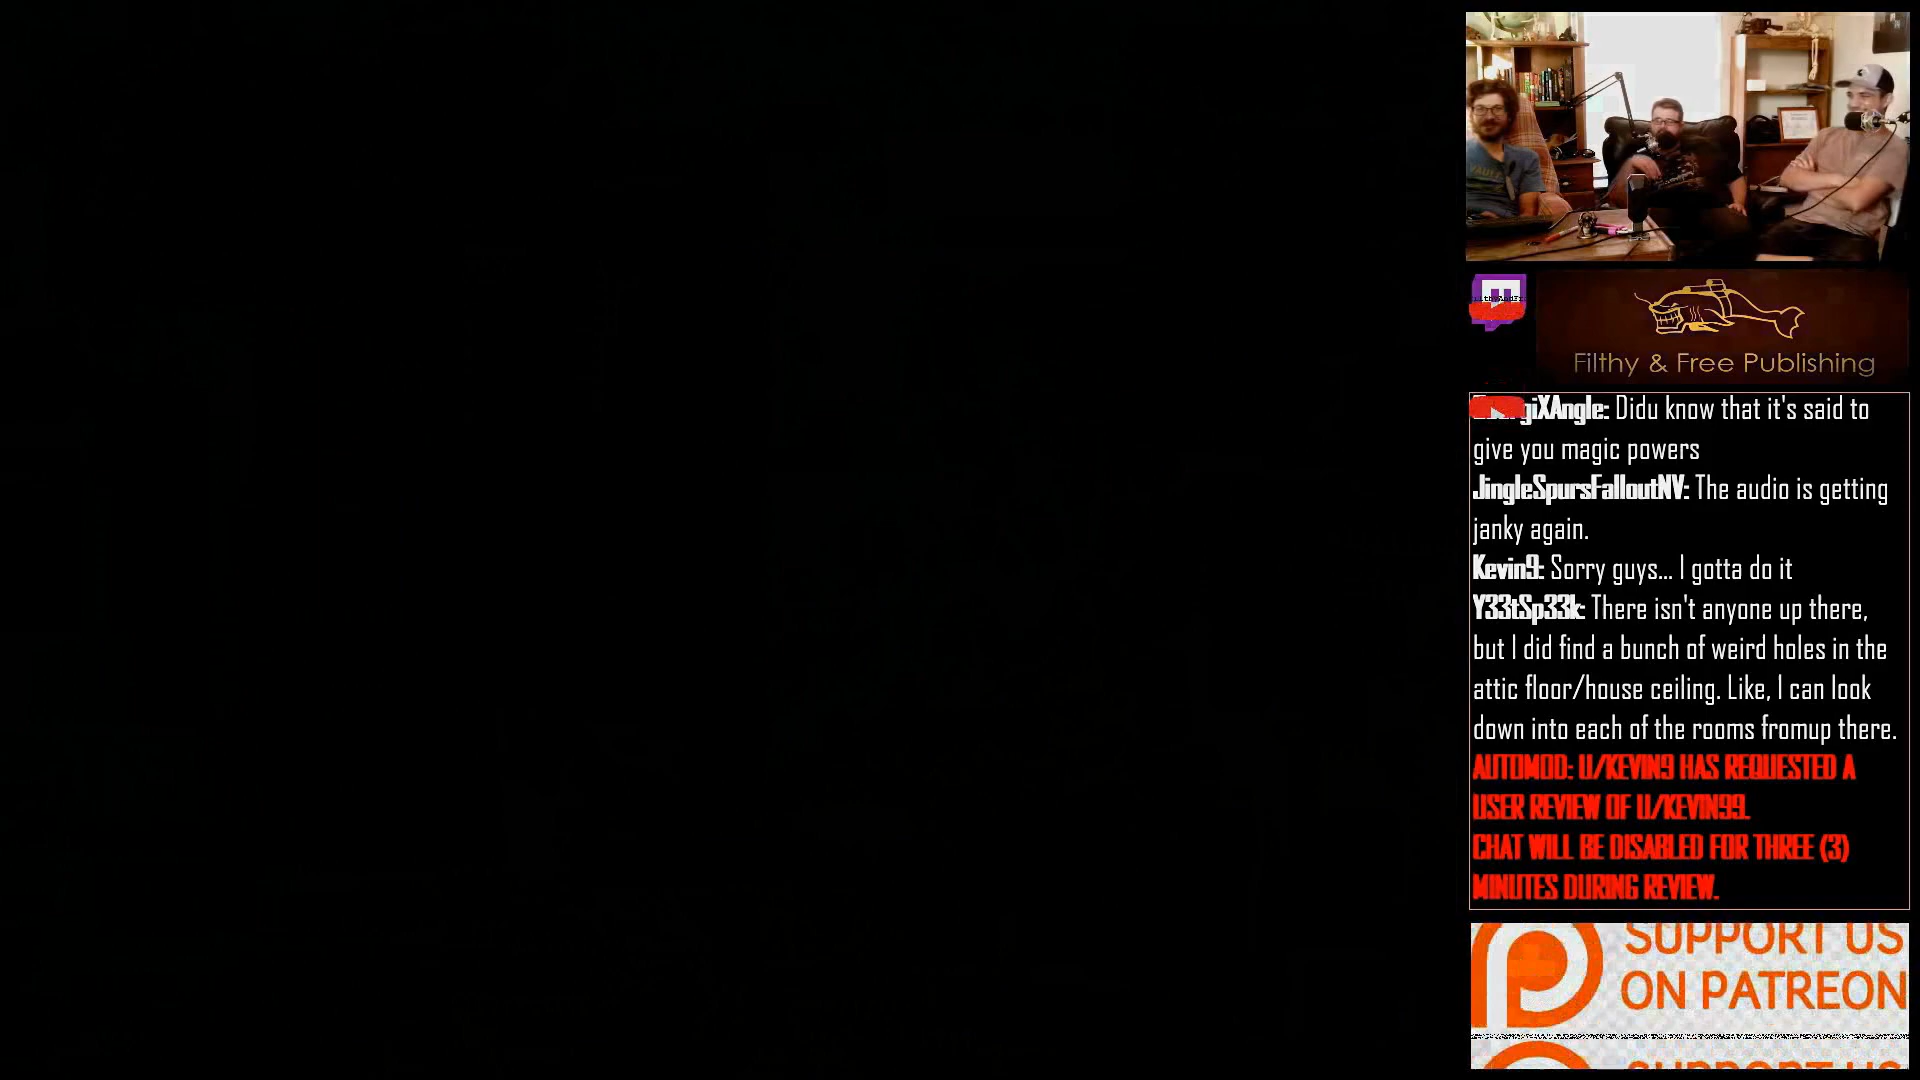 Filthy & Free Publishing
giXAngle: Didu know that it's said to
give you magic powers
JingleSpursFalloutNV: The audio is getting
janky again.
Kevin9: Sorry guys... I gotta do it
Y33tSp33k: There isn't anyone up there,
but I did find a bunch of weird holes in the
attic floor/house ceiling. Like, I can look
down into each of the rooms fromup there.
AUTOMOD: U/KEVIN9 HAS REQUESTED A
USER REVIEW OF U/KEVIN99.
CHAT WILL BE DISABLED FOR THREE (3)
MINUTES DURING REVIEW.
SUPPORT US
ON PATREON
SUPPORT US